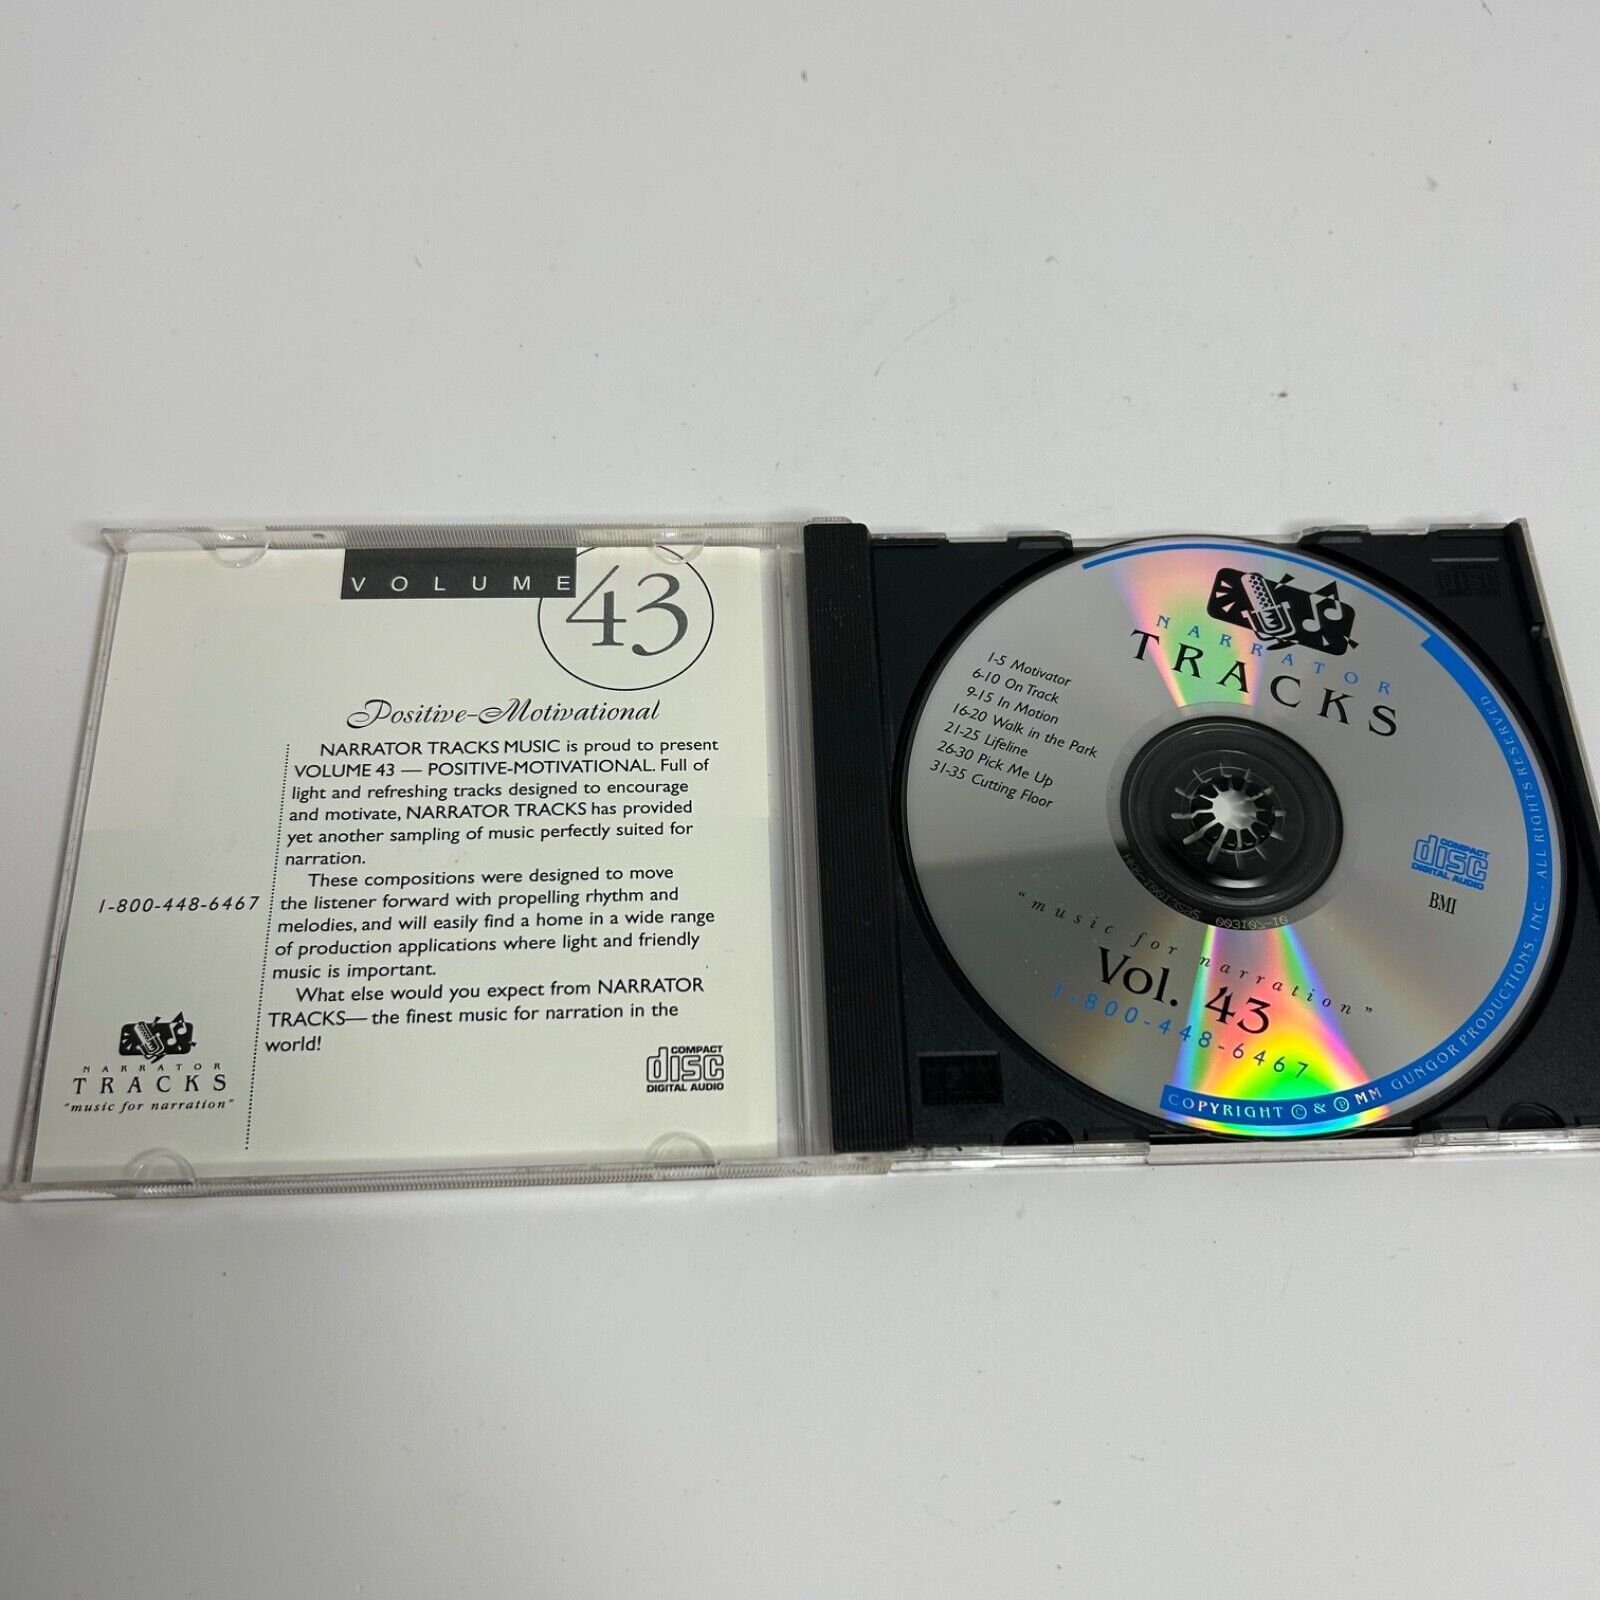 VOLUME
43
Positive-Motivational
NARRATOR TRACKS MUSIC is proud to present
VOLUME 43 — POSITIVE-MOTIVATIONAL. Full of
light and refreshing tracks designed to encourage
and motivate, NARRATOR TRACKS has provided
yet another sampling of music perfectly suited for
narration.
These compositions were designed to move
the listener forward with propelling rhythm and
melodies, and will easily find a home in a wide range
of production applications where light and friendly
music is important.
What else would you expect from NARRATOR
TRACKS— the finest music for narration in the
world!
1-800-448-6467
NARRATOR
TRACKS
"music for narration"
COMPACT
disc
DIGITAL AUDIO
NARRATOR
TRACKS
1-5 Motivator
6-10 On Track
9-15 In Motion
16-20 Walk in the Park
21-25 Lifeline
26-30 Pick Me Up
31-35 Cutting Floor
COMPACT
disc
DIGITAL AUDIO
BMI
"music for narration"
Vol. 43
1-800-448-6467
COPYRIGHT © & ℗ MM GUNGOR PRODUCTIONS, INC. - ALL RIGHTS RESERVED
disc